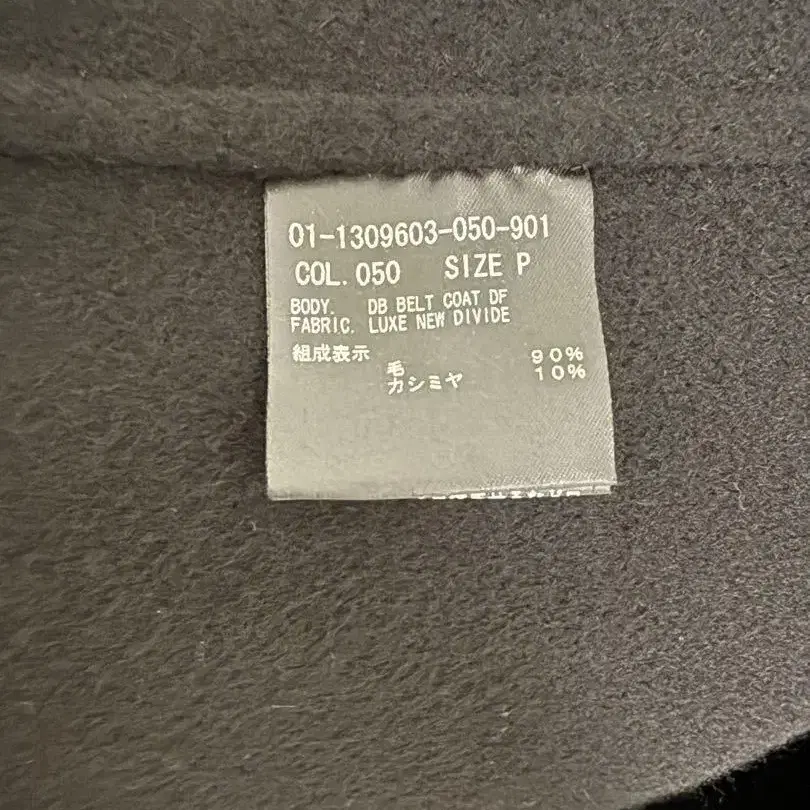 01-1309603-050-901
COL. 050 SIZE P
BODY. DB BELT COAT DF
FABRIC. LUXE NEW DIVIDE
組成表示
毛 90%
カシミヤ 10%